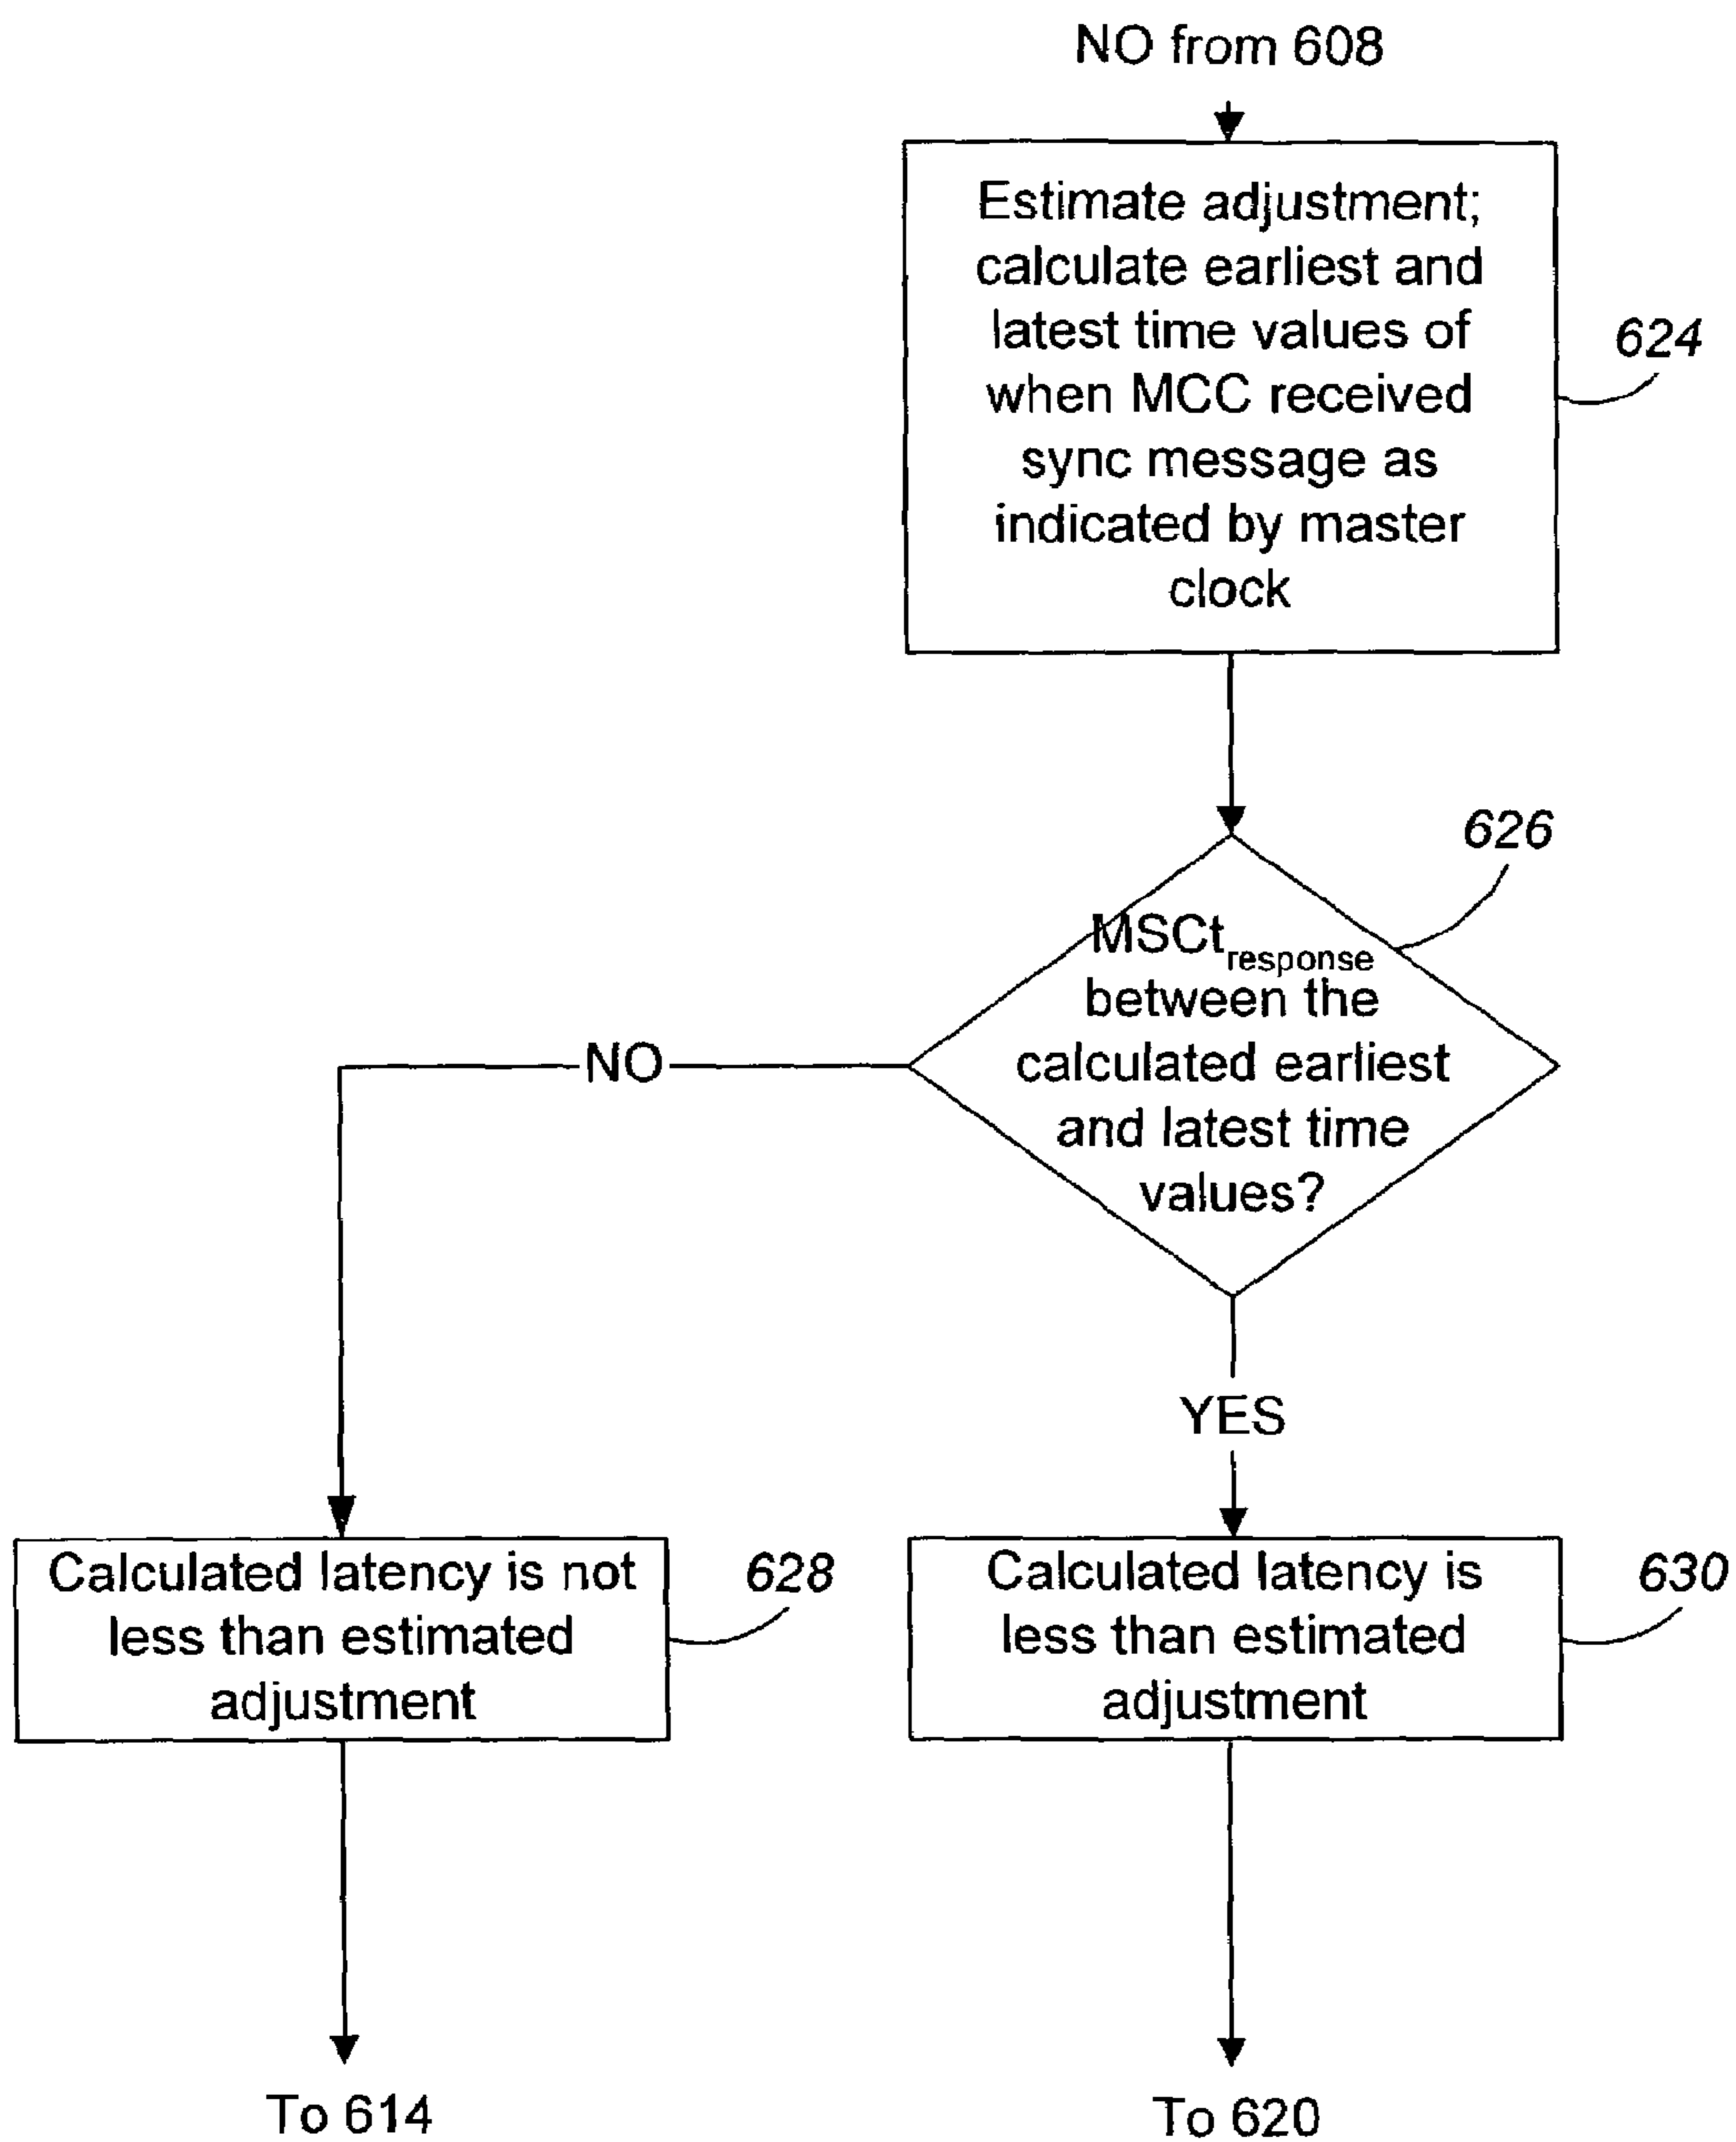 NO from 608
Estimate adjustment;
calculate earliest and
latest time values of
when MCC received
sync message as
indicated by master
clock
624
626
MSCtresponse
between the
calculated earliest
and latest time
values?
NO
YES
Calculated latency is not
less than estimated
adjustment
628
Calculated latency is
less than estimated
adjustment
630
To 614
To 620